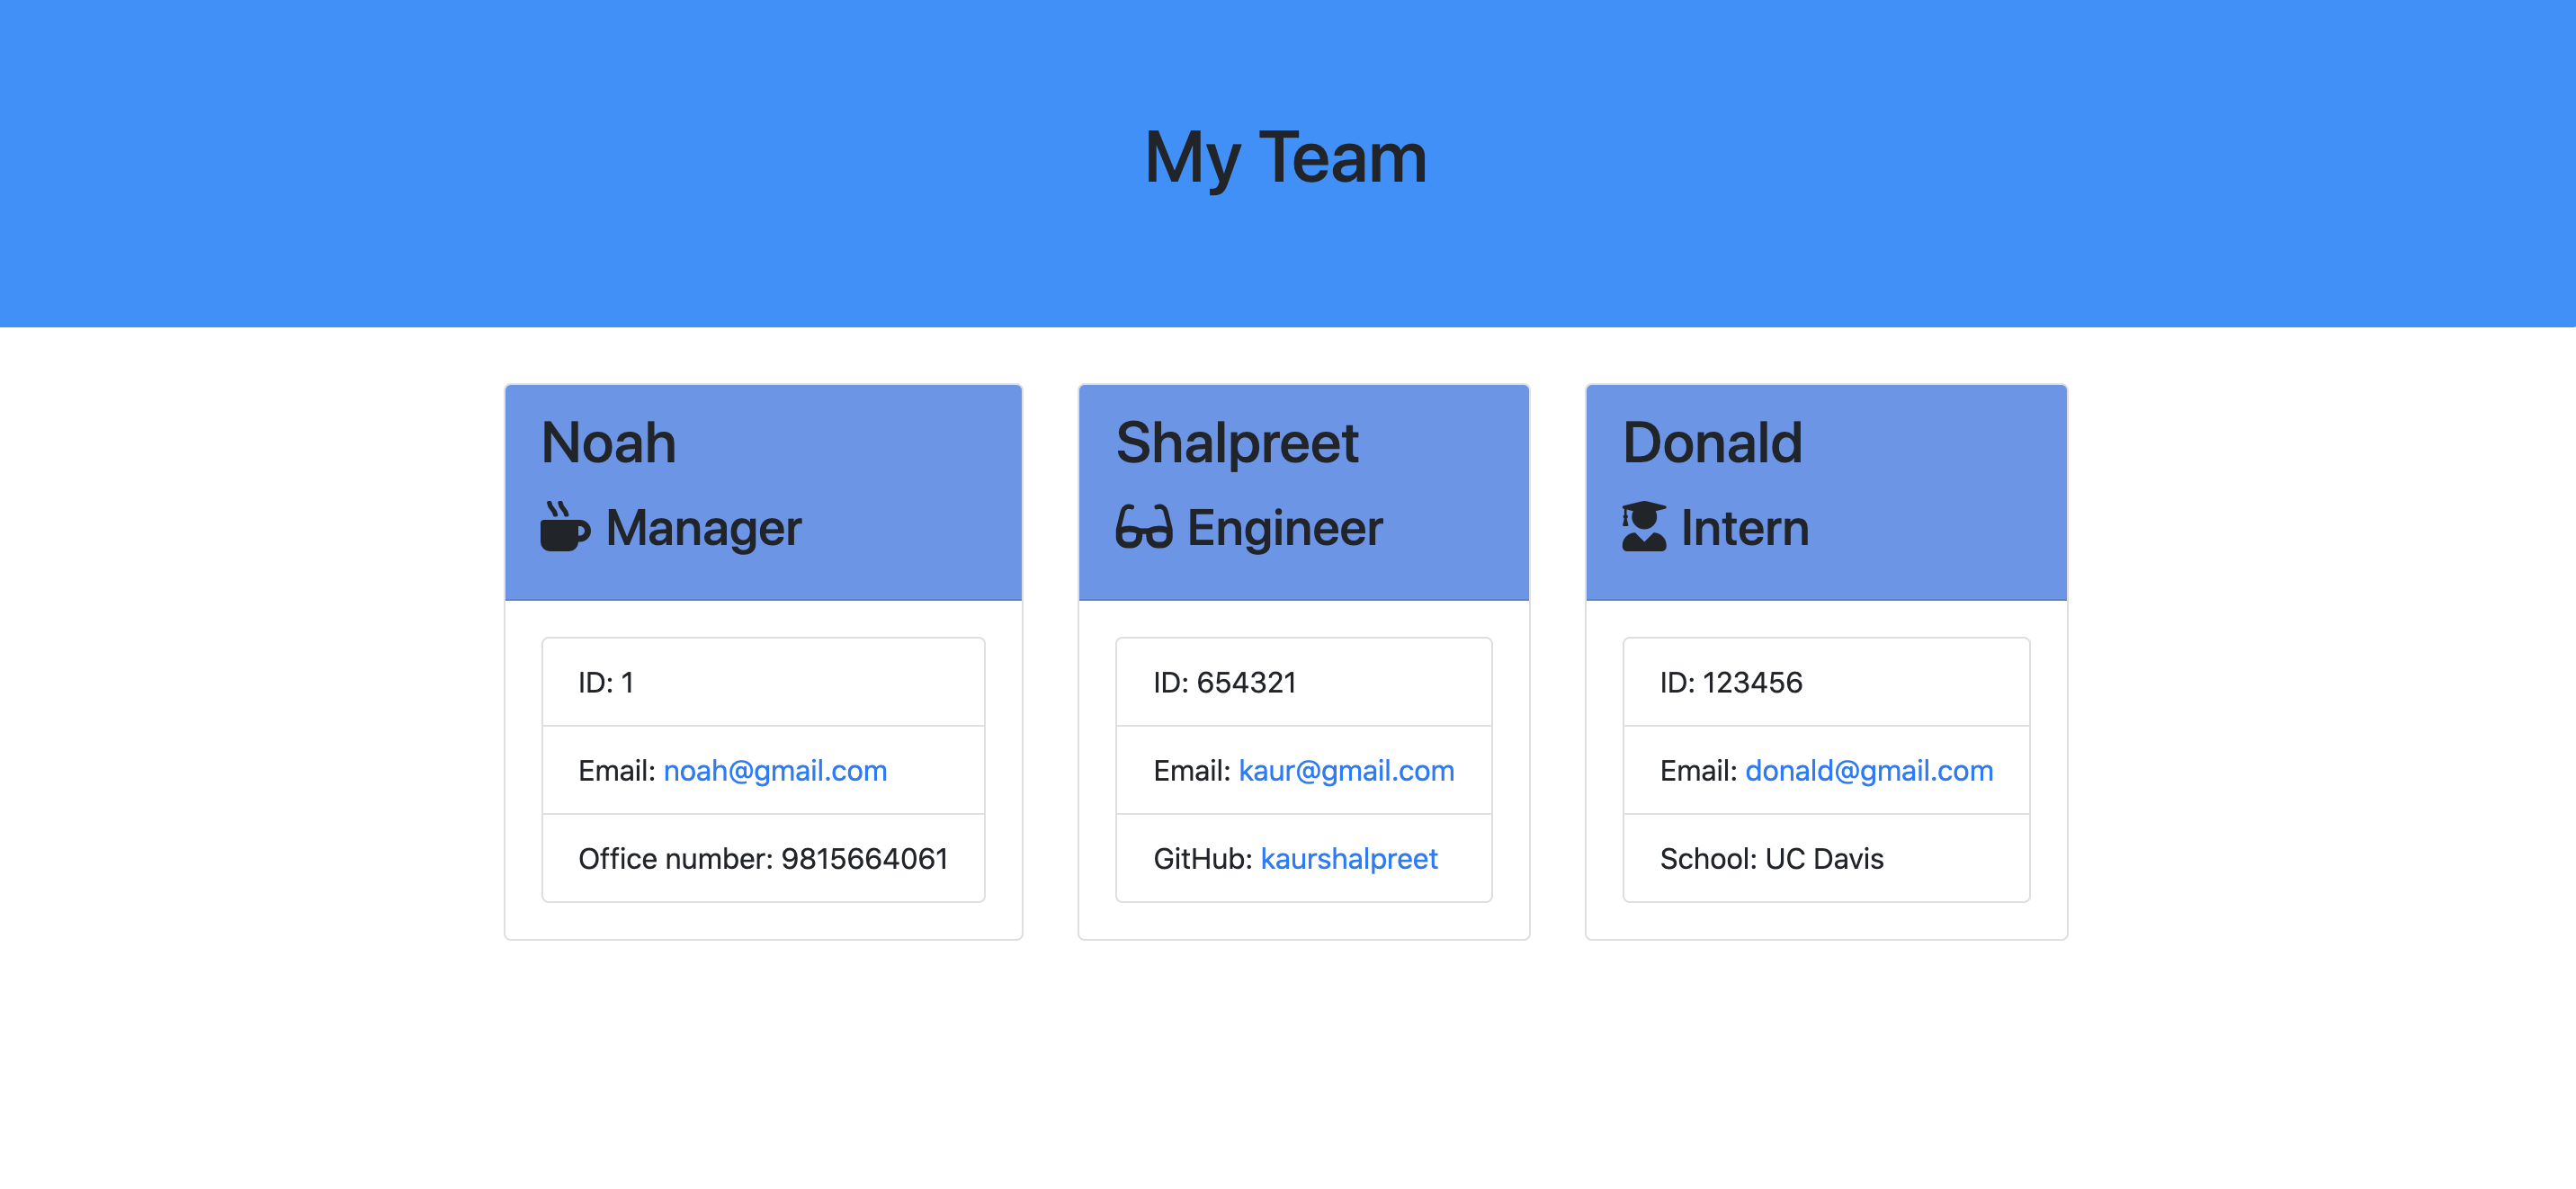 My Team
Noah
Manager
ID: 1
Email: noah@gmail.com
Office number: 9815664061
Shalpreet
Engineer
ID: 654321
Email: kaur@gmail.com
GitHub: kaurshalpreet
Donald
Intern
ID: 123456
Email: donald@gmail.com
School: UC Davis